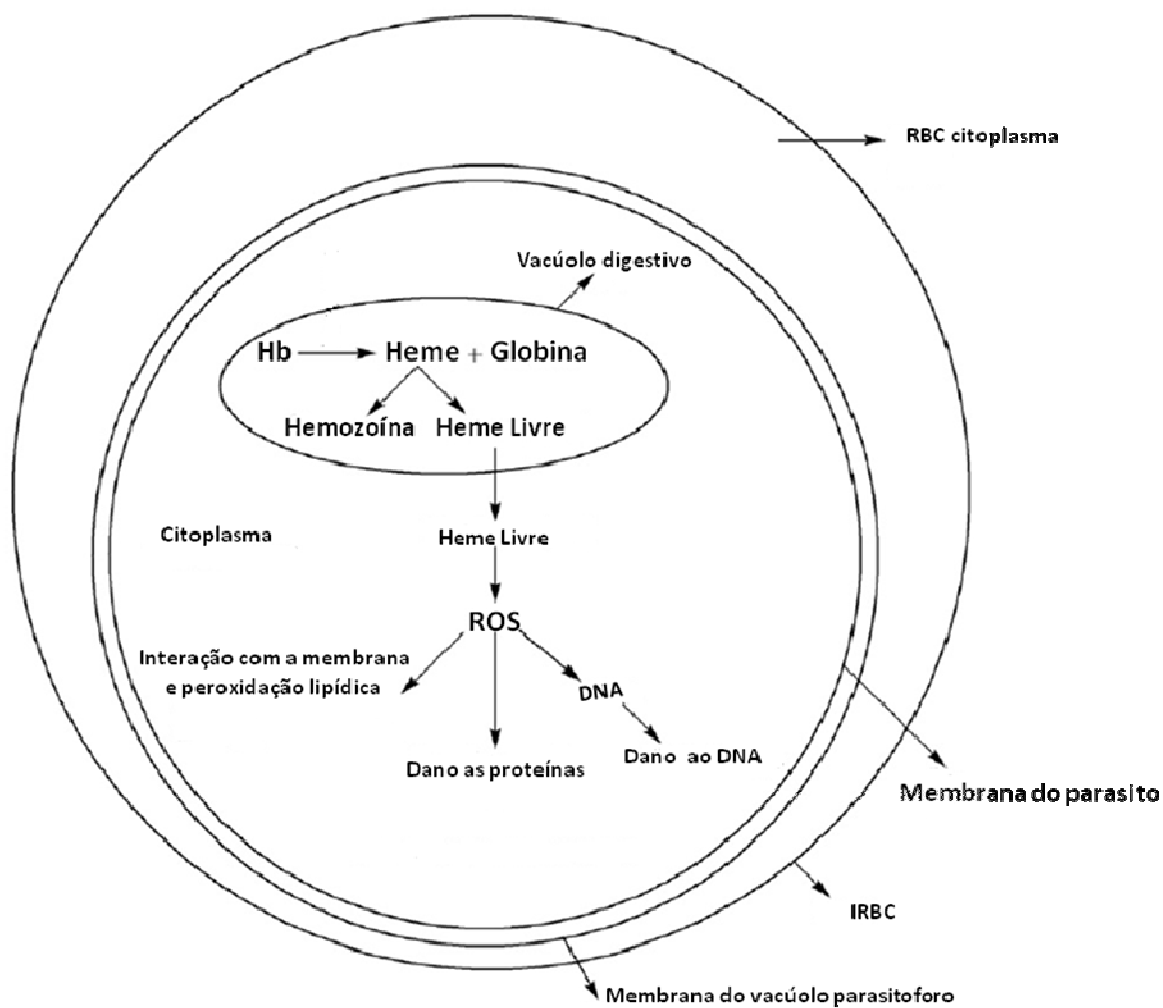 RBC citoplasma
Vacúolo digestivo
Hb Heme + Globina
Hemozoína Heme Livre
Citoplasma
Heme Livre
ROS
Interação com a membrana
e peroxidação lipídica
DNA
Dano ao DNA
Dano as proteínas
Membrana do parasito
IRBC
Membrana do vacúolo parasitoforo